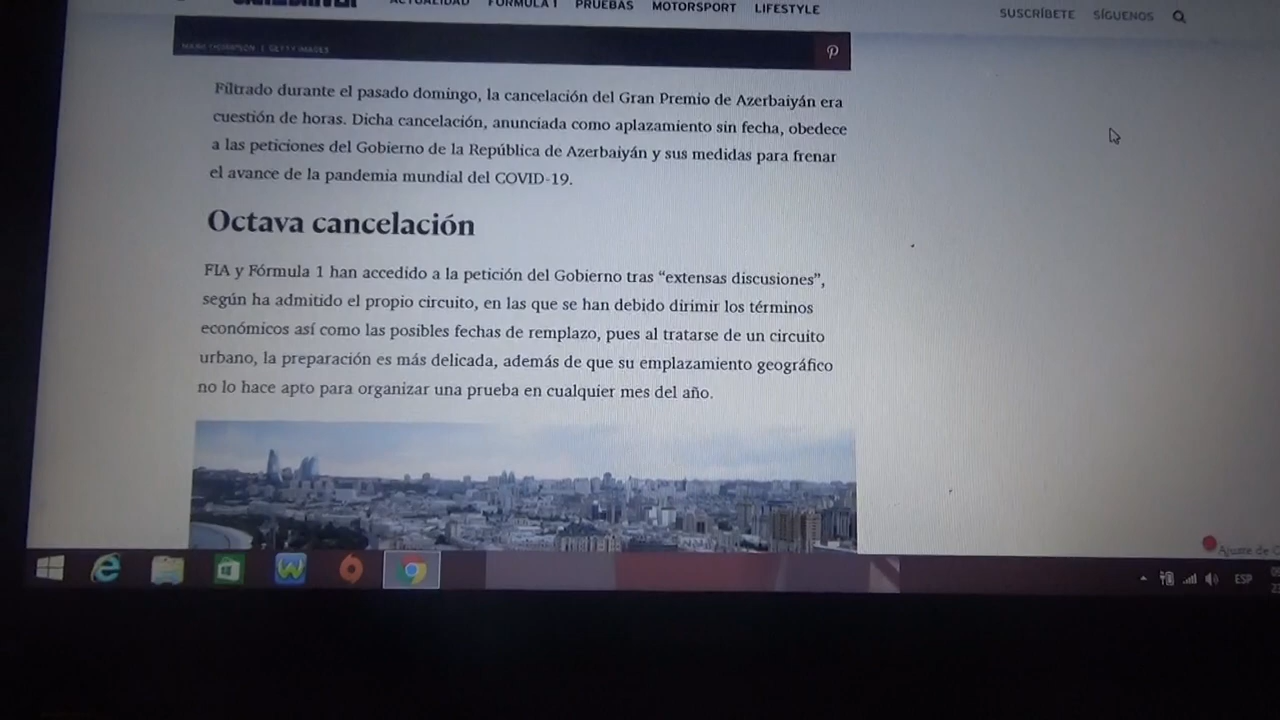 ACTUALIDAD FÓRMULA 1 PRUEBAS MOTORSPORT LIFESTYLE
SUSCRÍBETE SÍGUENOS
MARK THOMPSON | GETTY IMAGES
Filtrado durante el pasado domingo, la cancelación del Gran Premio de Azerbaiyán era
cuestión de horas. Dicha cancelación, anunciada como aplazamiento sin fecha, obedece
a las peticiones del Gobierno de la República de Azerbaiyán y sus medidas para frenar
el avance de la pandemia mundial del COVID-19.
Octava cancelación
FIA y Fórmula 1 han accedido a la petición del Gobierno tras “extensas discusiones”,
según ha admitido el propio circuito, en las que se han debido dirimir los términos
económicos así como las posibles fechas de remplazo, pues al tratarse de un circuito
urbano, la preparación es más delicada, además de que su emplazamiento geográfico
no lo hace apto para organizar una prueba en cualquier mes del año.
Ajuste de
ESP